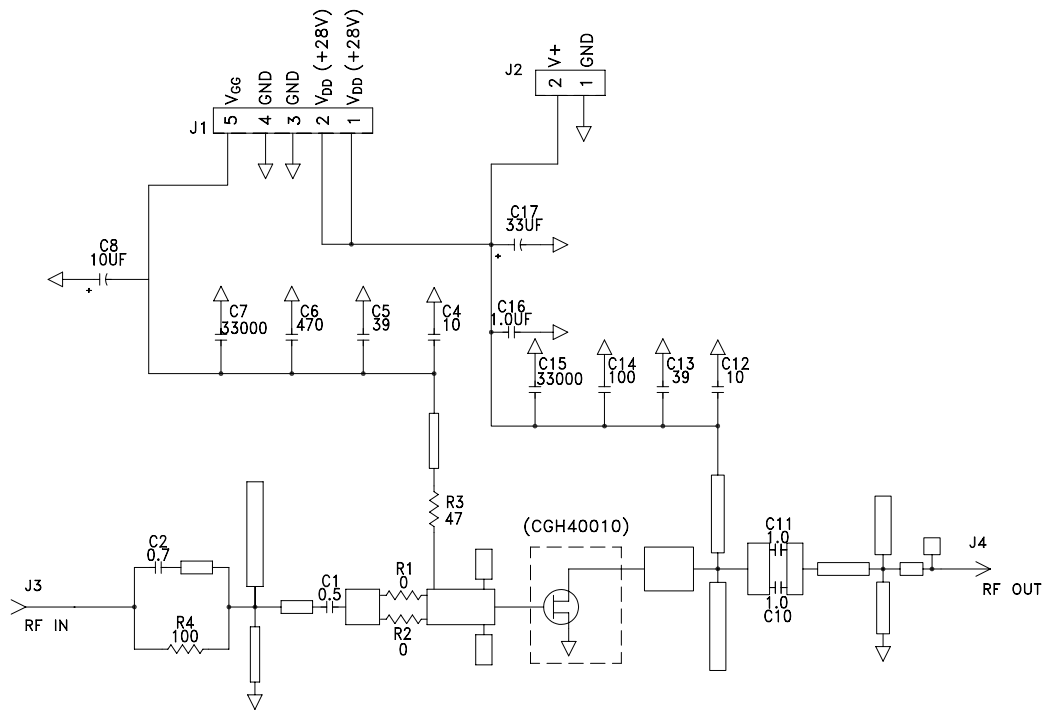 V_GG
GND
GND
V_DD (+28V)
V_DD (+28V)
J1
5
4
3
2
1
V+
GND
J2
2
1
C8
10UF
C17
33UF
C16
1.0UF
C7
33000
C6
470
C5
39
C4
10
C15
33000
C14
100
C13
39
C12
10
R3
47
(CGH40010)
J3
RF IN
C2
0.7
R4
100
C1
0.5
R1
0
R2
0
C11
1.0
1.0
C10
J4
RF OUT